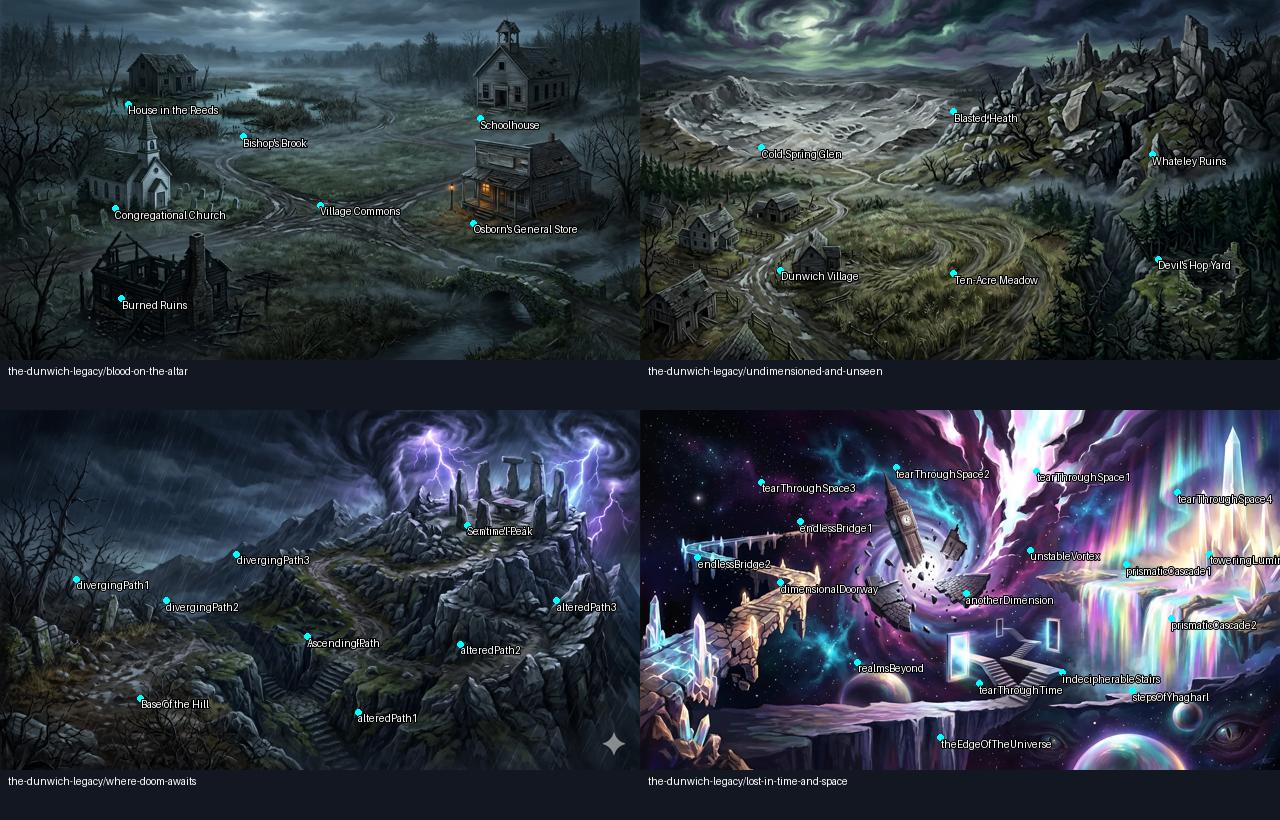 House in the Reeds
Bishop's Brook
Schoolhouse
Congregational Church
Village Commons
Osborn's General Store
Burned Ruins
the-dunwich-legacy/blood-on-the-altar
Blasted Heath
Cold Spring Glen
Whateley Ruins
Dunwich Village
Ten-Acre Meadow
Devil's Hop Yard
the-dunwich-legacy/undimensioned-and-unseen
Sentinel Peak
divergingPath3
divergingPath1
divergingPath2
alteredPath3
Ascending Path
alteredPath2
Base of the Hill
alteredPath1
the-dunwich-legacy/where-doom-awaits
tearThroughSpace2
tearThroughSpace1
tearThroughSpace3
tearThroughSpace4
endlessBridge1
unstableVortex
endlessBridge2
toweringLumin
prismaticCascade1
dimensionalDoorway
anotherDimension
prismaticCascade2
realmsBeyond
indecipherableStairs
tearThroughTime
stepsOfYhagharl
theEdgeOfTheUniverse
the-dunwich-legacy/lost-in-time-and-space